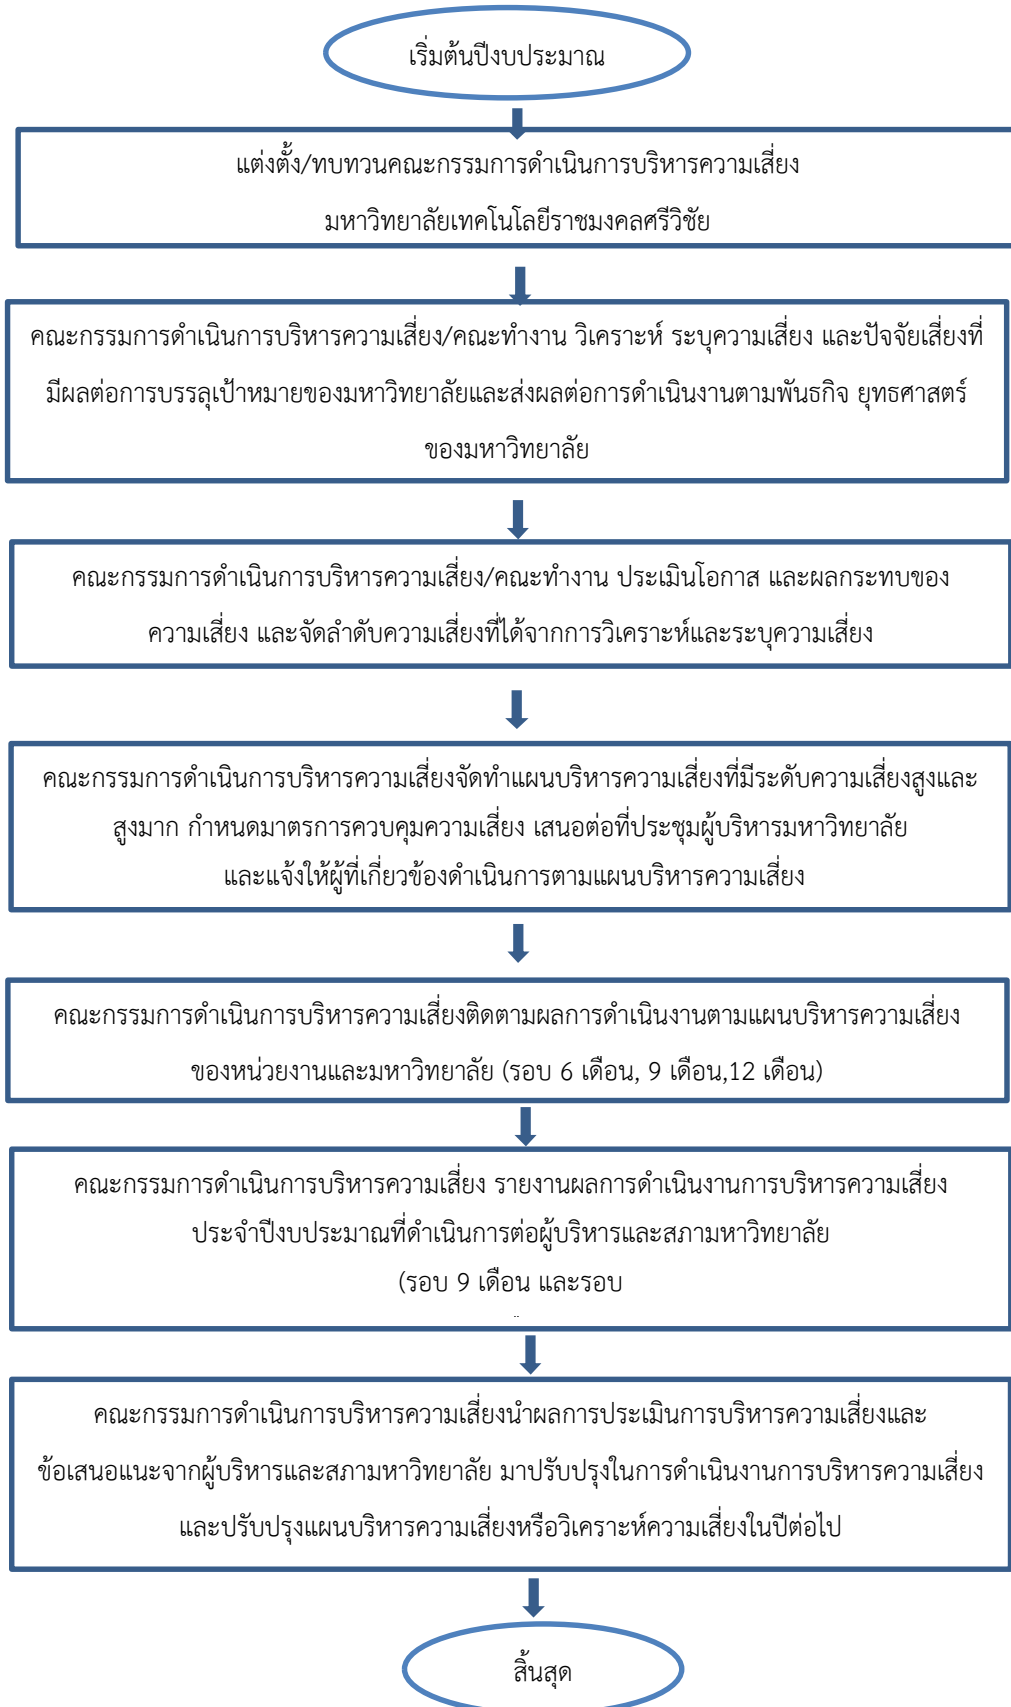 เริ่มต้นปีงบประมาณ
แต่งตั้ง/ทบทวนคณะกรรมการดำเนินการบริหารความเสี่ยง
มหาวิทยาลัยเทคโนโลยีราชมงคลศรีวิชัย
คณะกรรมการดำเนินการบริหารความเสี่ยง/คณะทำงาน วิเคราะห์ ระบุความเสี่ยง และปัจจัยเสี่ยงที่
มีผลต่อการบรรลุเป้าหมายของมหาวิทยาลัยและส่งผลต่อการดำเนินงานตามพันธกิจ ยุทธศาสตร์
ของมหาวิทยาลัย
คณะกรรมการดำเนินการบริหารความเสี่ยง/คณะทำงาน ประเมินโอกาส และผลกระทบของ
ความเสี่ยง และจัดลำดับความเสี่ยงที่ได้จากการวิเคราะห์และระบุความเสี่ยง
คณะกรรมการดำเนินการบริหารความเสี่ยงจัดทำแผนบริหารความเสี่ยงที่มีระดับความเสี่ยงสูงและ
สูงมาก กำหนดมาตรการควบคุมความเสี่ยง เสนอต่อที่ประชุมผู้บริหารมหาวิทยาลัย
และแจ้งให้ผู้ที่เกี่ยวข้องดำเนินการตามแผนบริหารความเสี่ยง
คณะกรรมการดำเนินการบริหารความเสี่ยงติดตามผลการดำเนินงานตามแผนบริหารความเสี่ยง
ของหน่วยงานและมหาวิทยาลัย (รอบ 6 เดือน, 9 เดือน,12 เดือน)
คณะกรรมการดำเนินการบริหารความเสี่ยง รายงานผลการดำเนินงานการบริหารความเสี่ยง
ประจำปีงบประมาณที่ดำเนินการต่อผู้บริหารและสภามหาวิทยาลัย
(รอบ 9 เดือน และรอบ
คณะกรรมการดำเนินการบริหารความเสี่ยงนำผลการประเมินการบริหารความเสี่ยงและ
ข้อเสนอแนะจากผู้บริหารและสภามหาวิทยาลัย มาปรับปรุงในการดำเนินงานการบริหารความเสี่ยง
และปรับปรุงแผนบริหารความเสี่ยงหรือวิเคราะห์ความเสี่ยงในปีต่อไป
สิ้นสุด